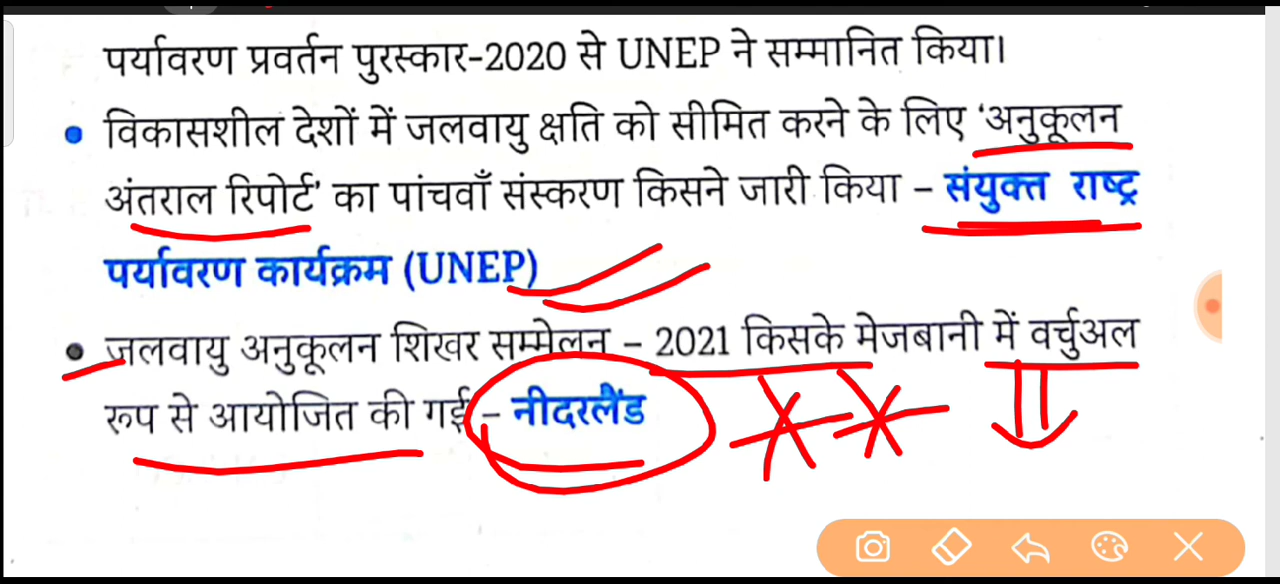 पर्यावरण प्रवर्तन पुरस्कार-2020 से UNEP ने सम्मानित किया।
विकासशील देशों में जलवायु क्षति को सीमित करने के लिए ‘अनुकूलन
अंतराल रिपोर्ट’ का पांचवाँ संस्करण किसने जारी किया – संयुक्त राष्ट्र
पर्यावरण कार्यक्रम (UNEP)
जलवायु अनुकूलन शिखर सम्मेलन – 2021 किसके मेजबानी में वर्चुअल
रूप से आयोजित की गई – नीदरलैंड